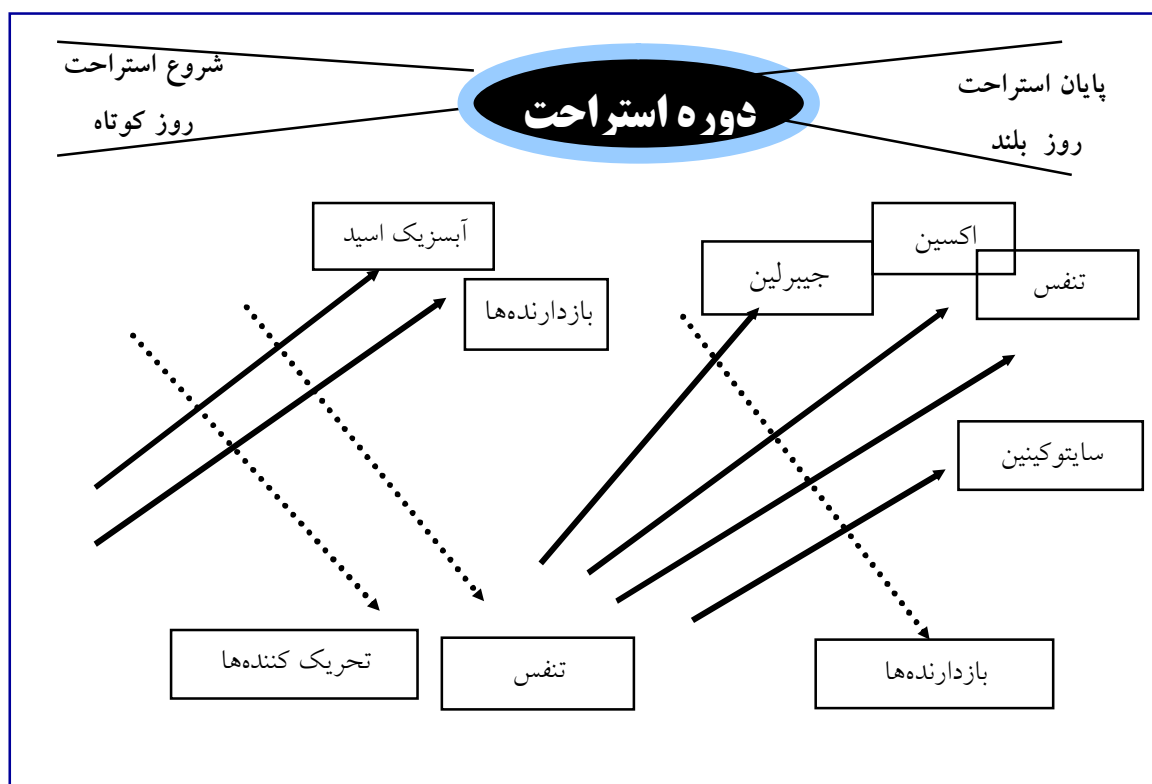 شروع استراحت
روز کوتاه
دوره استراحت
پایان استراحت
روز بلند
آبسزیک اسید
بازدارنده‌ها
اکسین
جیبرلین
تنفس
سایتوکینین
تحریک کننده‌ها
تنفس
بازدارنده‌ها